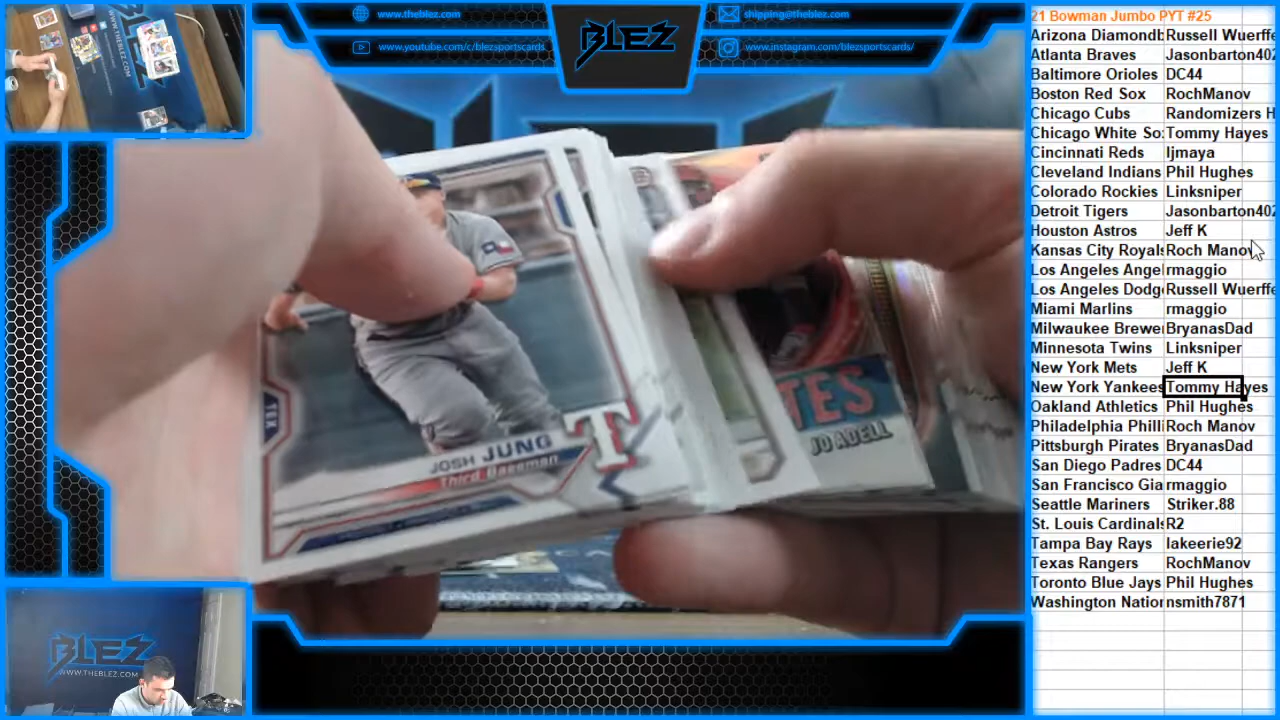 www.theblez.com
shipping@theblez.com
www.youtube.com/c/blezsportscards
www.instagram.com/blezsportscards/
BLEZ
JOSH JUNG
Third Baseman
TEX
T
TES
JO ADELL
BLEZ
WWW.THEBLEZ.COM
21 Bowman Jumbo PYT #25
Arizona Diamondb Russell Wuerffe
Atlanta Braves Jasonbarton402
Baltimore Orioles DC44
Boston Red Sox RochManov
Chicago Cubs Randomizers H
Chicago White So Tommy Hayes
Cincinnati Reds ljmaya
Cleveland Indians Phil Hughes
Colorado Rockies Linksniper
Detroit Tigers Jasonbarton402
Houston Astros Jeff K
Kansas City Royals Roch Manov
Los Angeles Angel rmaggio
Los Angeles Dodge Russell Wuerffe
Miami Marlins rmaggio
Milwaukee Brewe BryanasDad
Minnesota Twins Linksniper
New York Mets Jeff K
New York Yankees Tommy Hayes
Oakland Athletics Phil Hughes
Philadelphia Philli Roch Manov
Pittsburgh Pirates BryanasDad
San Diego Padres DC44
San Francisco Gia rmaggio
Seattle Mariners Striker.88
St. Louis Cardinals R2
Tampa Bay Rays lakeerie92
Texas Rangers RochManov
Toronto Blue Jays Phil Hughes
Washington Nation nsmith7871